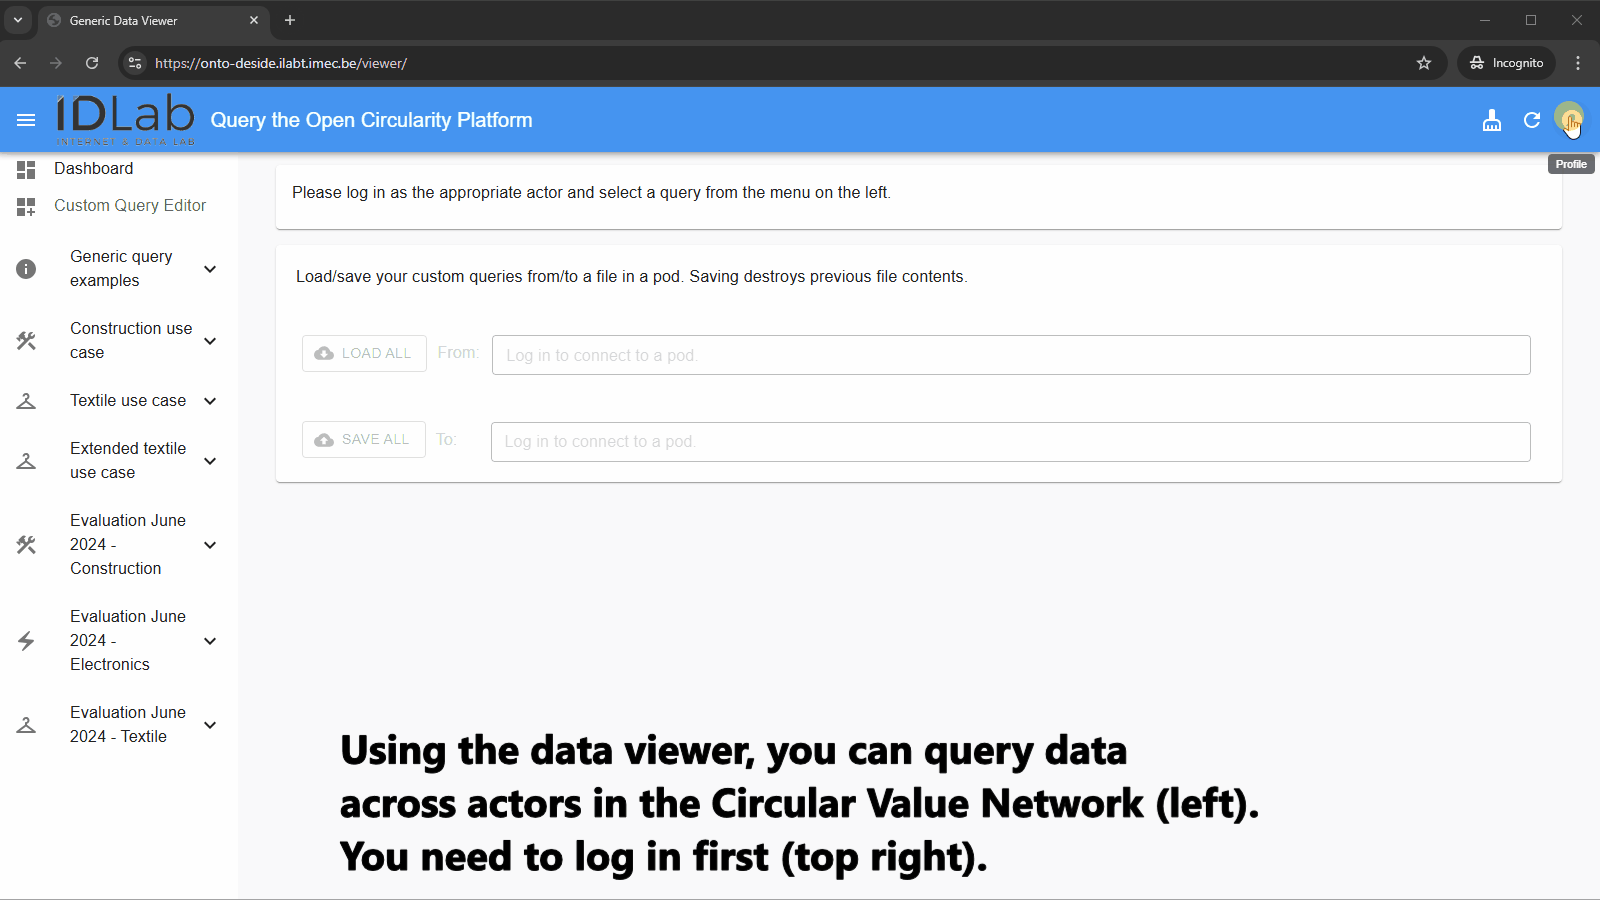 Generic Data Viewer
https://onto-deside.ilabt.imec.be/viewer/
Incognito
IDLab
INTERNET & DATA LAB
Query the Open Circularity Platform
Profile
Dashboard
Custom Query Editor
Generic query
examples
Construction use
case
Textile use case
Extended textile
use case
Evaluation June
2024 -
Construction
Evaluation June
2024 -
Electronics
Evaluation June
2024 - Textile
Please log in as the appropriate actor and select a query from the menu on the left.
Load/save your custom queries from/to a file in a pod. Saving destroys previous file contents.
LOAD ALL From: Log in to connect to a pod.
SAVE ALL To: Log in to connect to a pod.
Using the data viewer, you can query data
across actors in the Circular Value Network (left).
You need to log in first (top right).